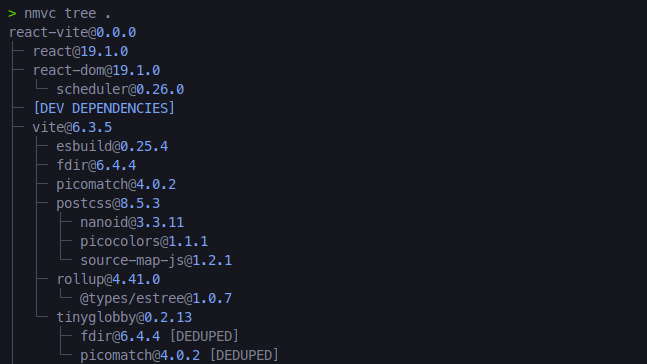 > nmvc tree .
react-vite@0.0.0
├─ react@19.1.0
├─ react-dom@19.1.0
│  └─ scheduler@0.26.0
├─ [DEV DEPENDENCIES]
├─ vite@6.3.5
│  ├─ esbuild@0.25.4
│  ├─ fdir@6.4.4
│  ├─ picomatch@4.0.2
│  ├─ postcss@8.5.3
│  │  ├─ nanoid@3.3.11
│  │  ├─ picocolors@1.1.1
│  │  └─ source-map-js@1.2.1
│  ├─ rollup@4.41.0
│  │  └─ @types/estree@1.0.7
│  └─ tinyglobby@0.2.13
│     ├─ fdir@6.4.4 [DEDUPED]
│     └─ picomatch@4.0.2 [DEDUPED]